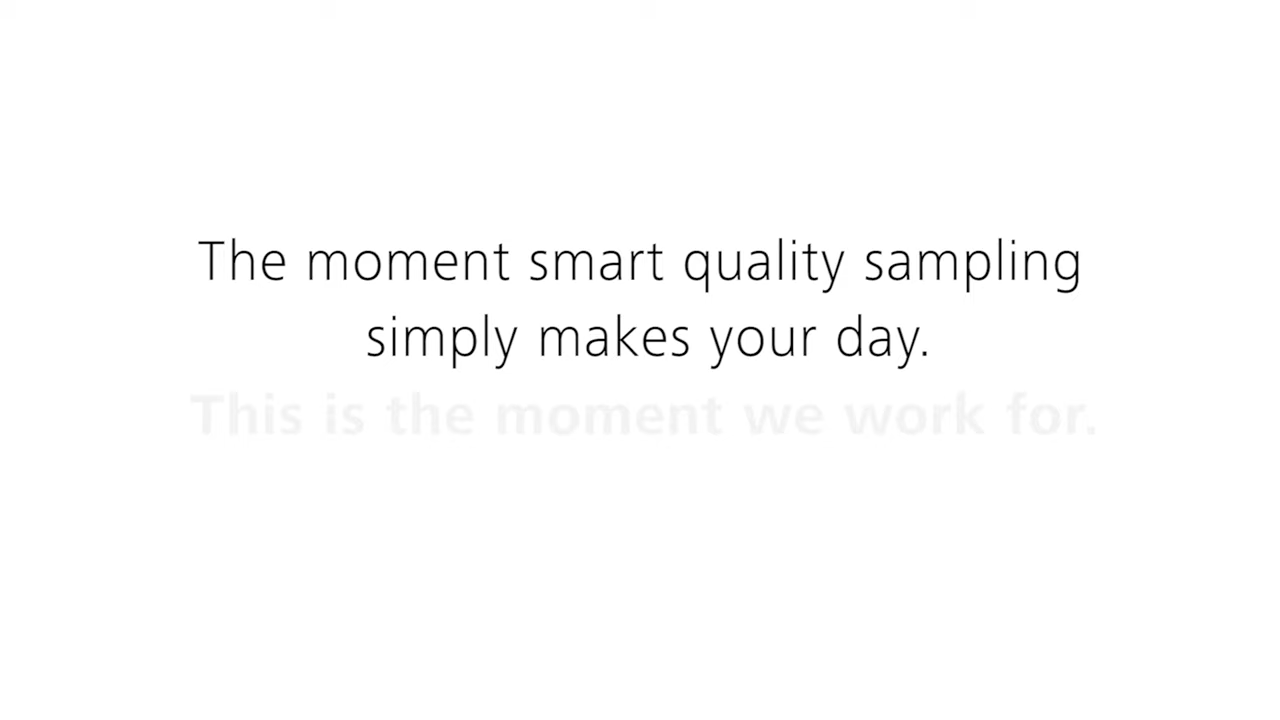 The moment smart quality sampling
simply makes your day.
This is the moment we work for.